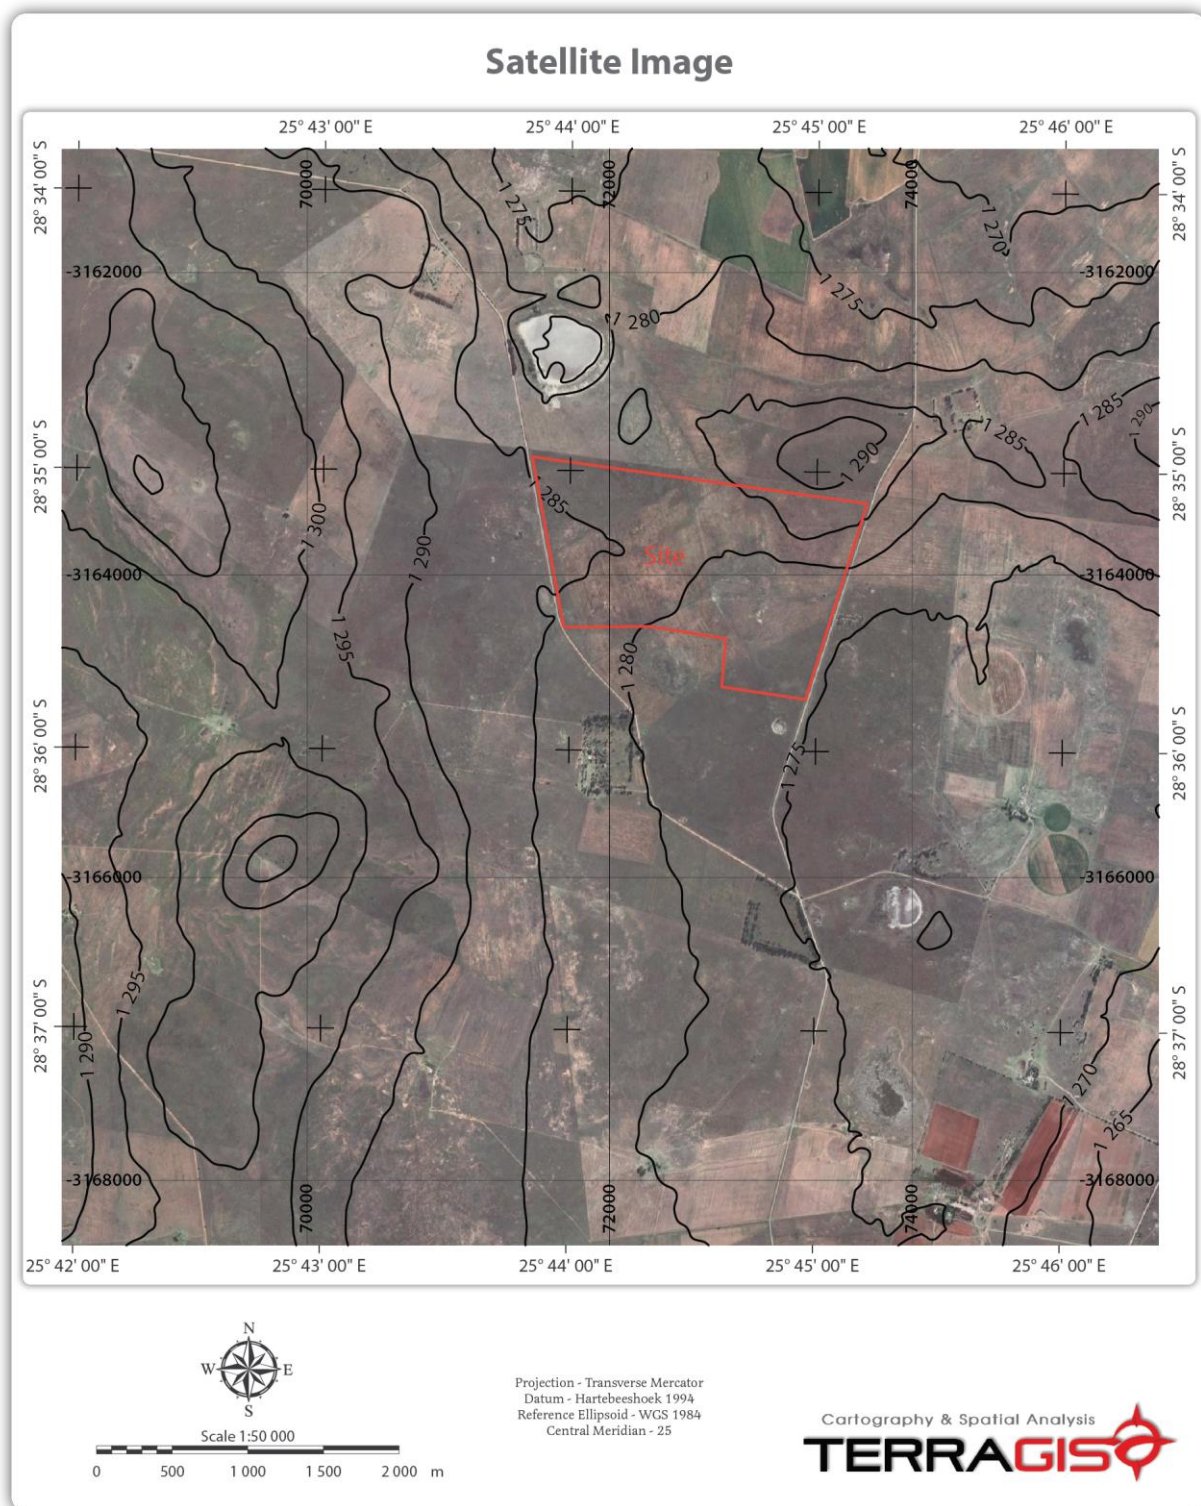 Satellite Image
25° 43' 00" E
25° 44' 00" E
25° 45' 00" E
25° 46' 00" E
28° 34' 00" S
70000
1 275
72000
74000
1 270
28° 34' 00" S
-3162000
-3162000
1 275
1 280
1 285
1 290
1 285
1 290
28° 35' 00" S
28° 35' 00" S
1 285
1 300
1 290
Site
-3164000
-3164000
1 295
1 280
28° 36' 00" S
1 275
28° 36' 00" S
-3166000
-3166000
1 295
28° 37' 00" S
28° 37' 00" S
1 290
1 270
1 265
-3168000
-3168000
70000
72000
74000
25° 42' 00" E
25° 43' 00" E
25° 44' 00" E
25° 45' 00" E
25° 46' 00" E
N
W
E
S
Scale 1:50 000
0 500 1 000 1 500 2 000 m
Projection - Transverse Mercator
Datum - Hartebeeshoek 1994
Reference Ellipsoid - WGS 1984
Central Meridian - 25
Cartography & Spatial Analysis
TERRAGIS